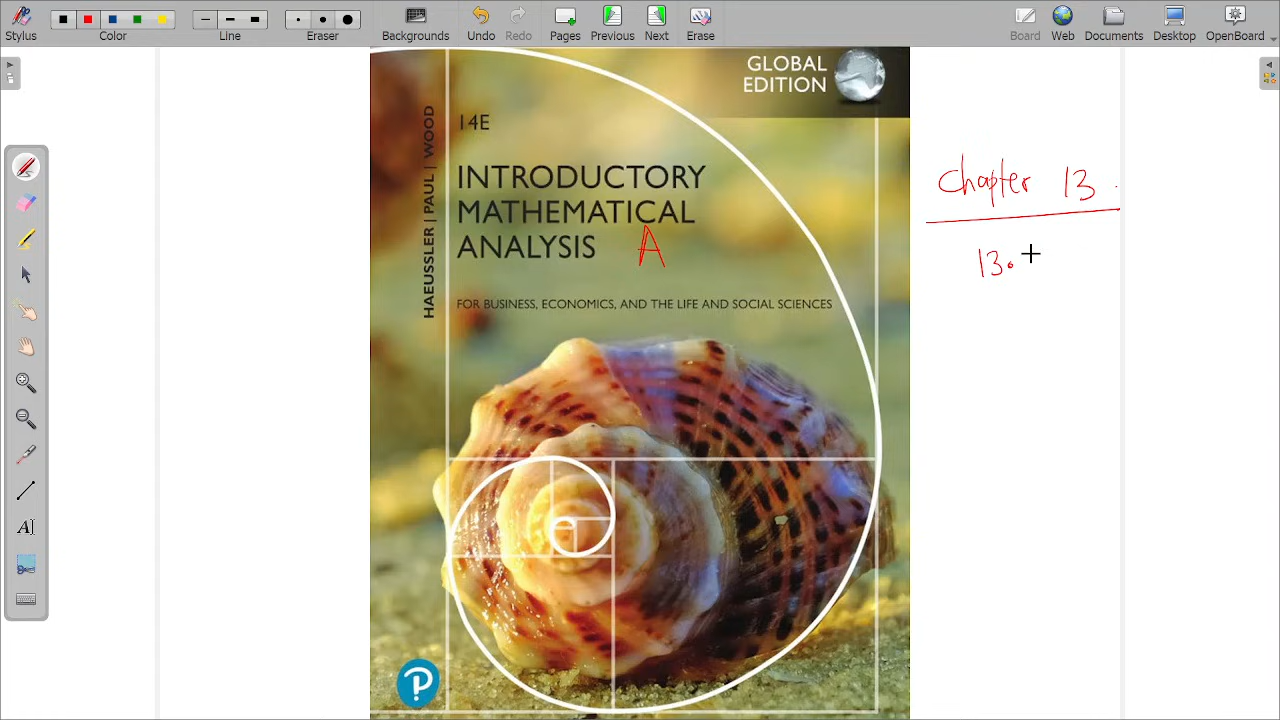 Stylus
Color
Line
Eraser
Backgrounds
Undo
Redo
Pages
Previous
Next
Erase
Board
Web
Documents
Desktop
OpenBoard
GLOBAL
EDITION
14E
HAEUSSLER | PAUL | WOOD
INTRODUCTORY
MATHEMATICAL
ANALYSIS A
FOR BUSINESS, ECONOMICS, AND THE LIFE AND SOCIAL SCIENCES
P
Chapter 13
13.